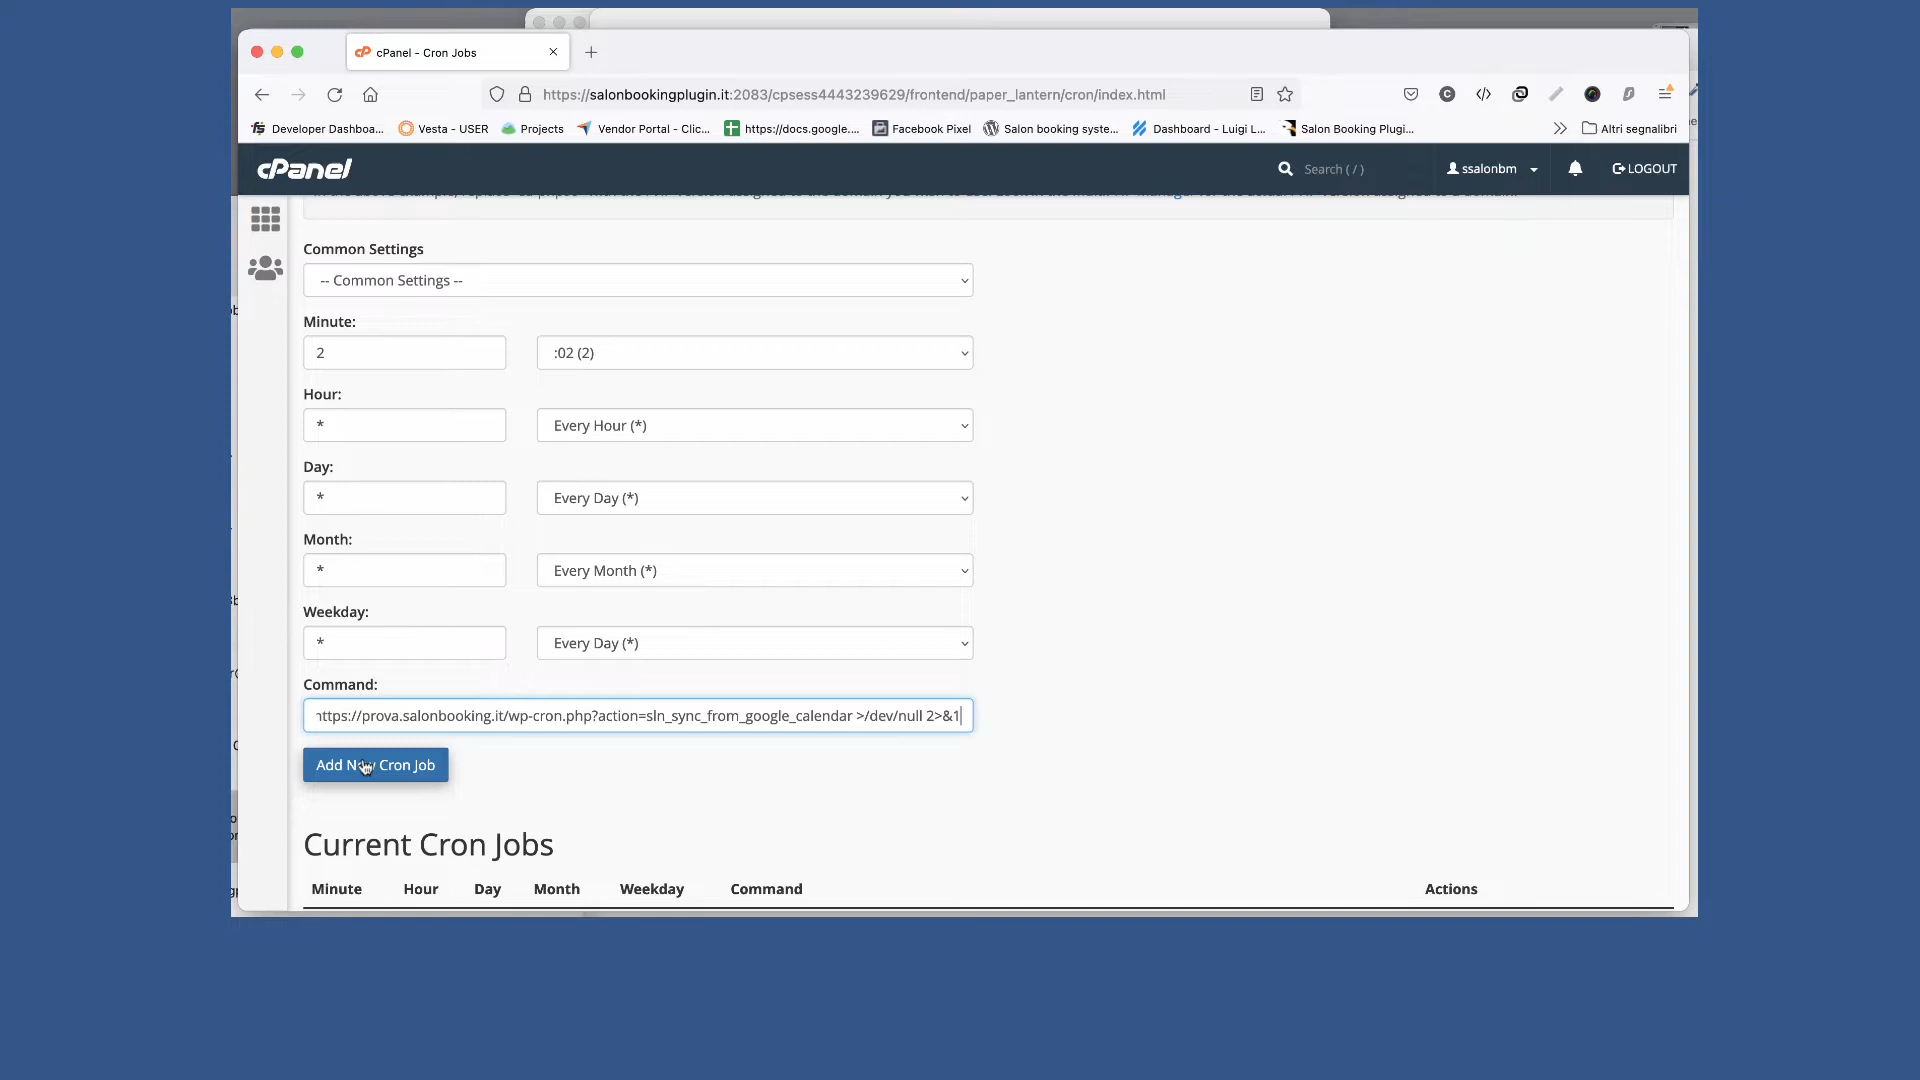 cPanel - Cron Jobs
https://salonbookingplugin.it:2083/cpsess4443239629/frontend/paper_lantern/cron/index.html
Developer Dashboa... Vesta - USER Projects Vendor Portal - Clic... https://docs.google.... Facebook Pixel Salon booking syste... Dashboard - Luigi L... Salon Booking Plugi... Altri segnalibri
cPanel Search ( / ) ssalonbm LOGOUT
Common Settings
-- Common Settings --
Minute:
2 :02 (2)
Hour:
* Every Hour (*)
Day:
* Every Day (*)
Month:
* Every Month (*)
Weekday:
* Every Day (*)
Command:
https://prova.salonbooking.it/wp-cron.php?action=sln_sync_from_google_calendar >/dev/null 2>&1
Add New Cron Job
Current Cron Jobs
Minute Hour Day Month Weekday Command Actions